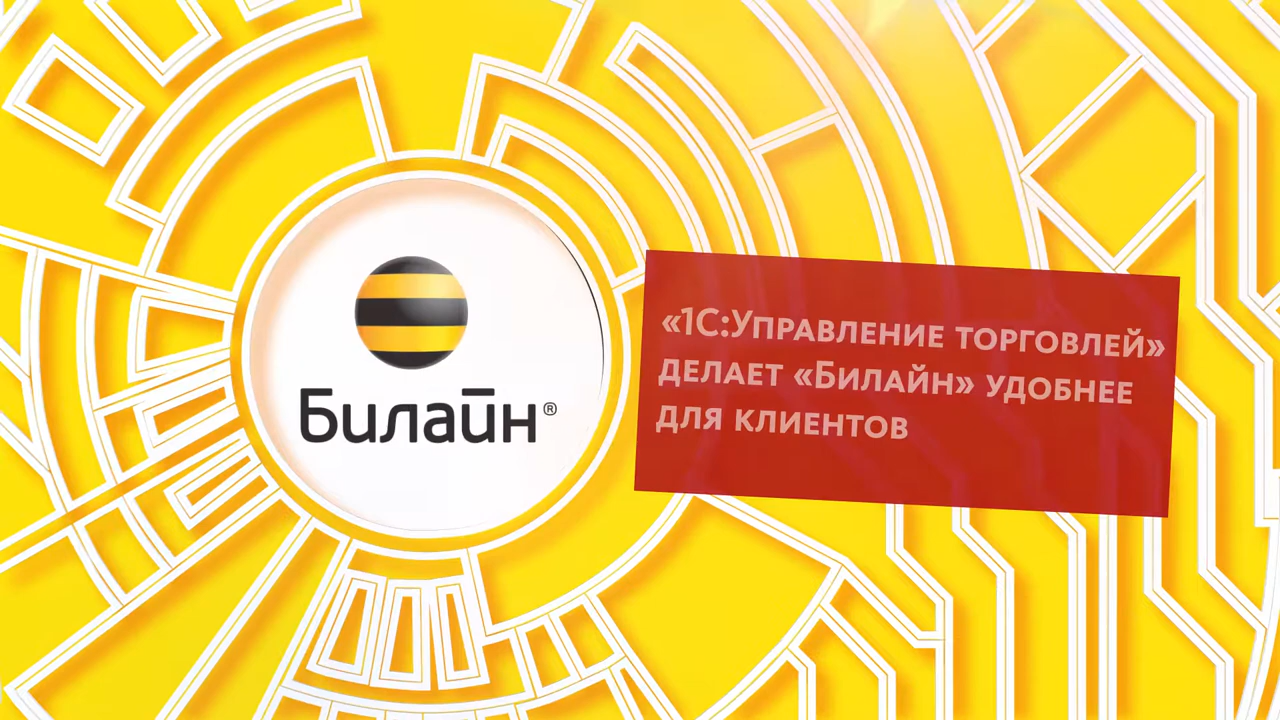 Билайн®
«1С:Управление торговлей»
делает «Билайн» удобнее
для клиентов